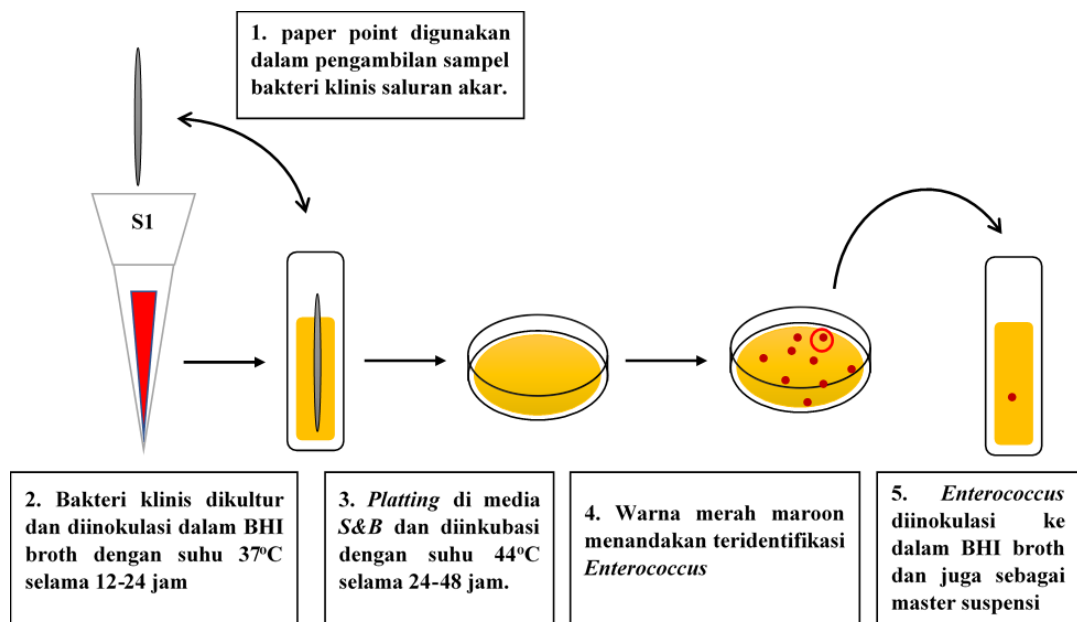 1. paper point digunakan
dalam pengambilan sampel
bakteri klinis saluran akar.
S1
2. Bakteri klinis dikultur
dan diinokulasi dalam BHI
broth dengan suhu 37ºC
selama 12-24 jam
3. Platting di media
S&B dan diinkubasi
dengan suhu 44ºC
selama 24-48 jam.
4. Warna merah maroon
menandakan teridentifikasi
Enterococcus
5. Enterococcus
diinokulasi ke
dalam BHI broth
dan juga sebagai
master suspensi